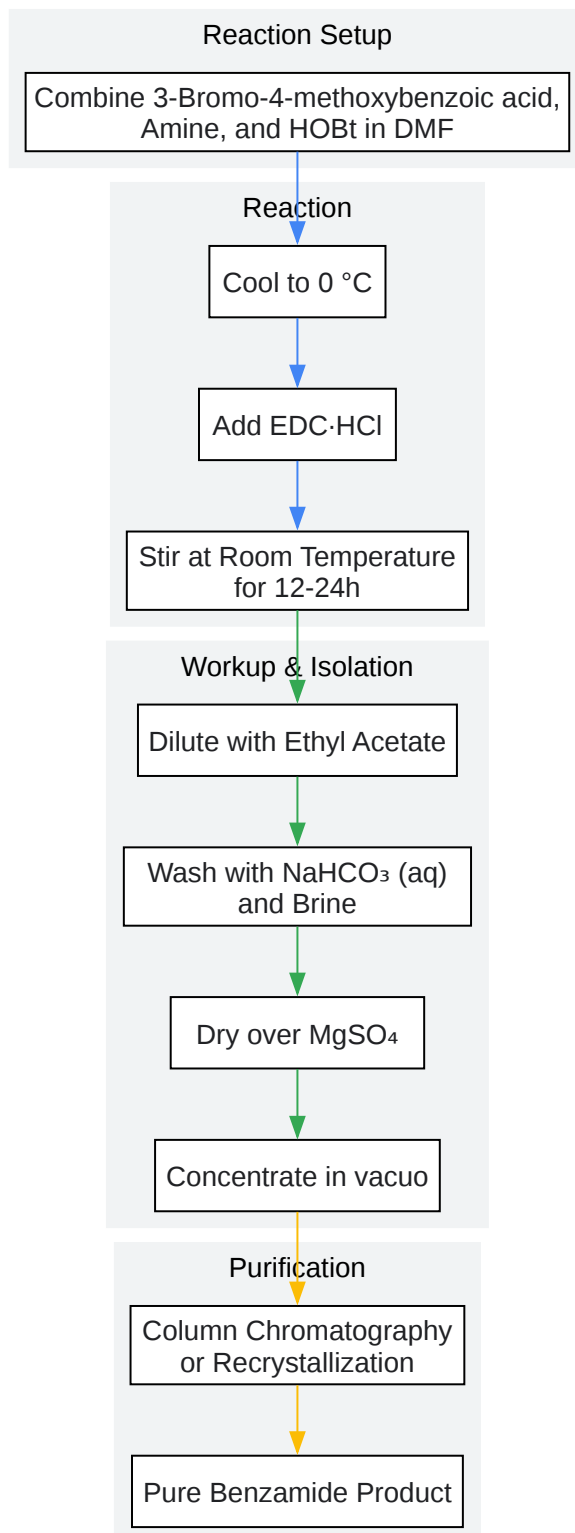 Reaction Setup
Combine 3-Bromo-4-methoxybenzoic acid,
Amine, and HOBt in DMF
Reaction
Cool to 0 °C
Add EDC·HCl
Stir at Room Temperature
for 12-24h
Workup & Isolation
Dilute with Ethyl Acetate
Wash with NaHCO₃ (aq)
and Brine
Dry over MgSO₄
Concentrate in vacuo
Purification
Column Chromatography
or Recrystallization
Pure Benzamide Product